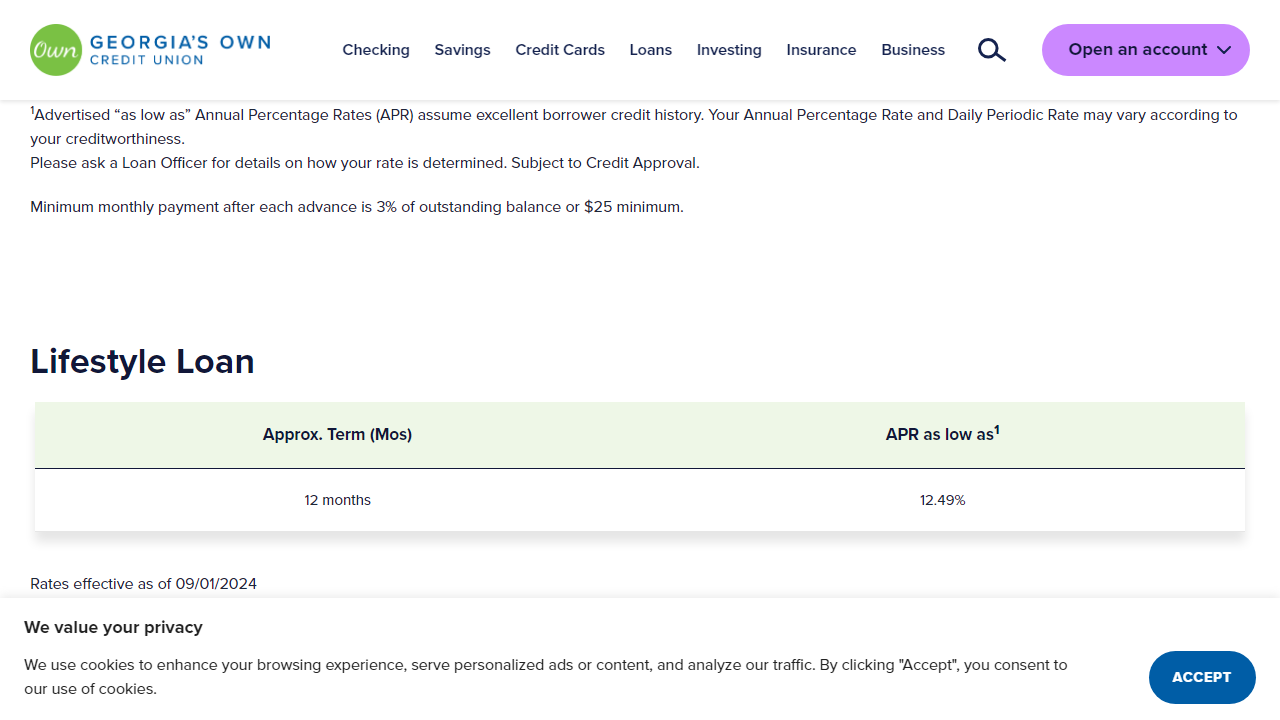 Own
GEORGIA'S OWN
CREDIT UNION
Checking
Savings
Credit Cards
Loans
Investing
Insurance
Business
Open an account
1Advertised “as low as” Annual Percentage Rates (APR) assume excellent borrower credit history. Your Annual Percentage Rate and Daily Periodic Rate may vary according to
your creditworthiness.
Please ask a Loan Officer for details on how your rate is determined. Subject to Credit Approval.
Minimum monthly payment after each advance is 3% of outstanding balance or $25 minimum.
Lifestyle Loan
Approx. Term (Mos)
APR as low as1
12 months
12.49%
Rates effective as of 09/01/2024
We value your privacy
We use cookies to enhance your browsing experience, serve personalized ads or content, and analyze our traffic. By clicking "Accept", you consent to
our use of cookies.
ACCEPT